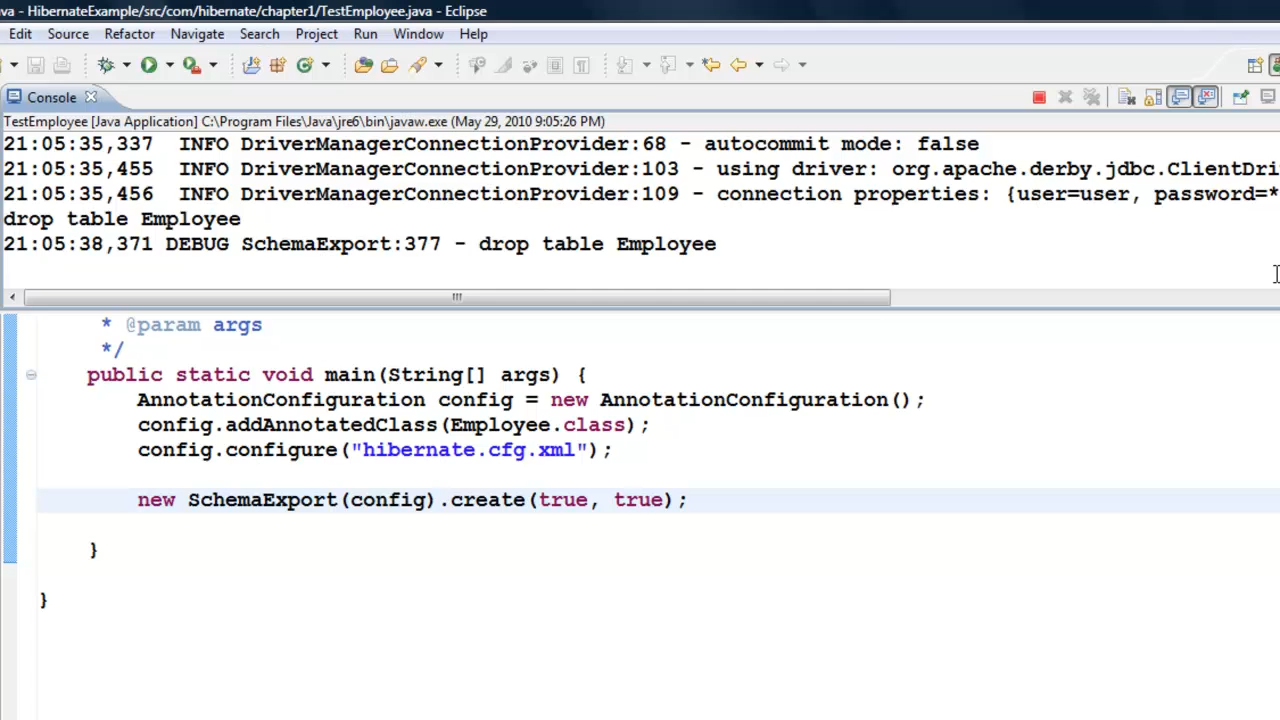 va - HibernateExample/src/com/hibernate/chapter1/TestEmployee.java - Eclipse
Edit Source Refactor Navigate Search Project Run Window Help
Console
TestEmployee [Java Application] C:\Program Files\Java\jre6\bin\javaw.exe (May 29, 2010 9:05:26 PM)
21:05:35,337 INFO DriverManagerConnectionProvider:68 - autocommit mode: false
21:05:35,455 INFO DriverManagerConnectionProvider:103 - using driver: org.apache.derby.jdbc.ClientDri
21:05:35,456 INFO DriverManagerConnectionProvider:109 - connection properties: {user=user, password=*
drop table Employee
21:05:38,371 DEBUG SchemaExport:377 - drop table Employee
* @param args
*/
public static void main(String[] args) {
AnnotationConfiguration config = new AnnotationConfiguration();
config.addAnnotatedClass(Employee.class);
config.configure("hibernate.cfg.xml");
new SchemaExport(config).create(true, true);
}
}